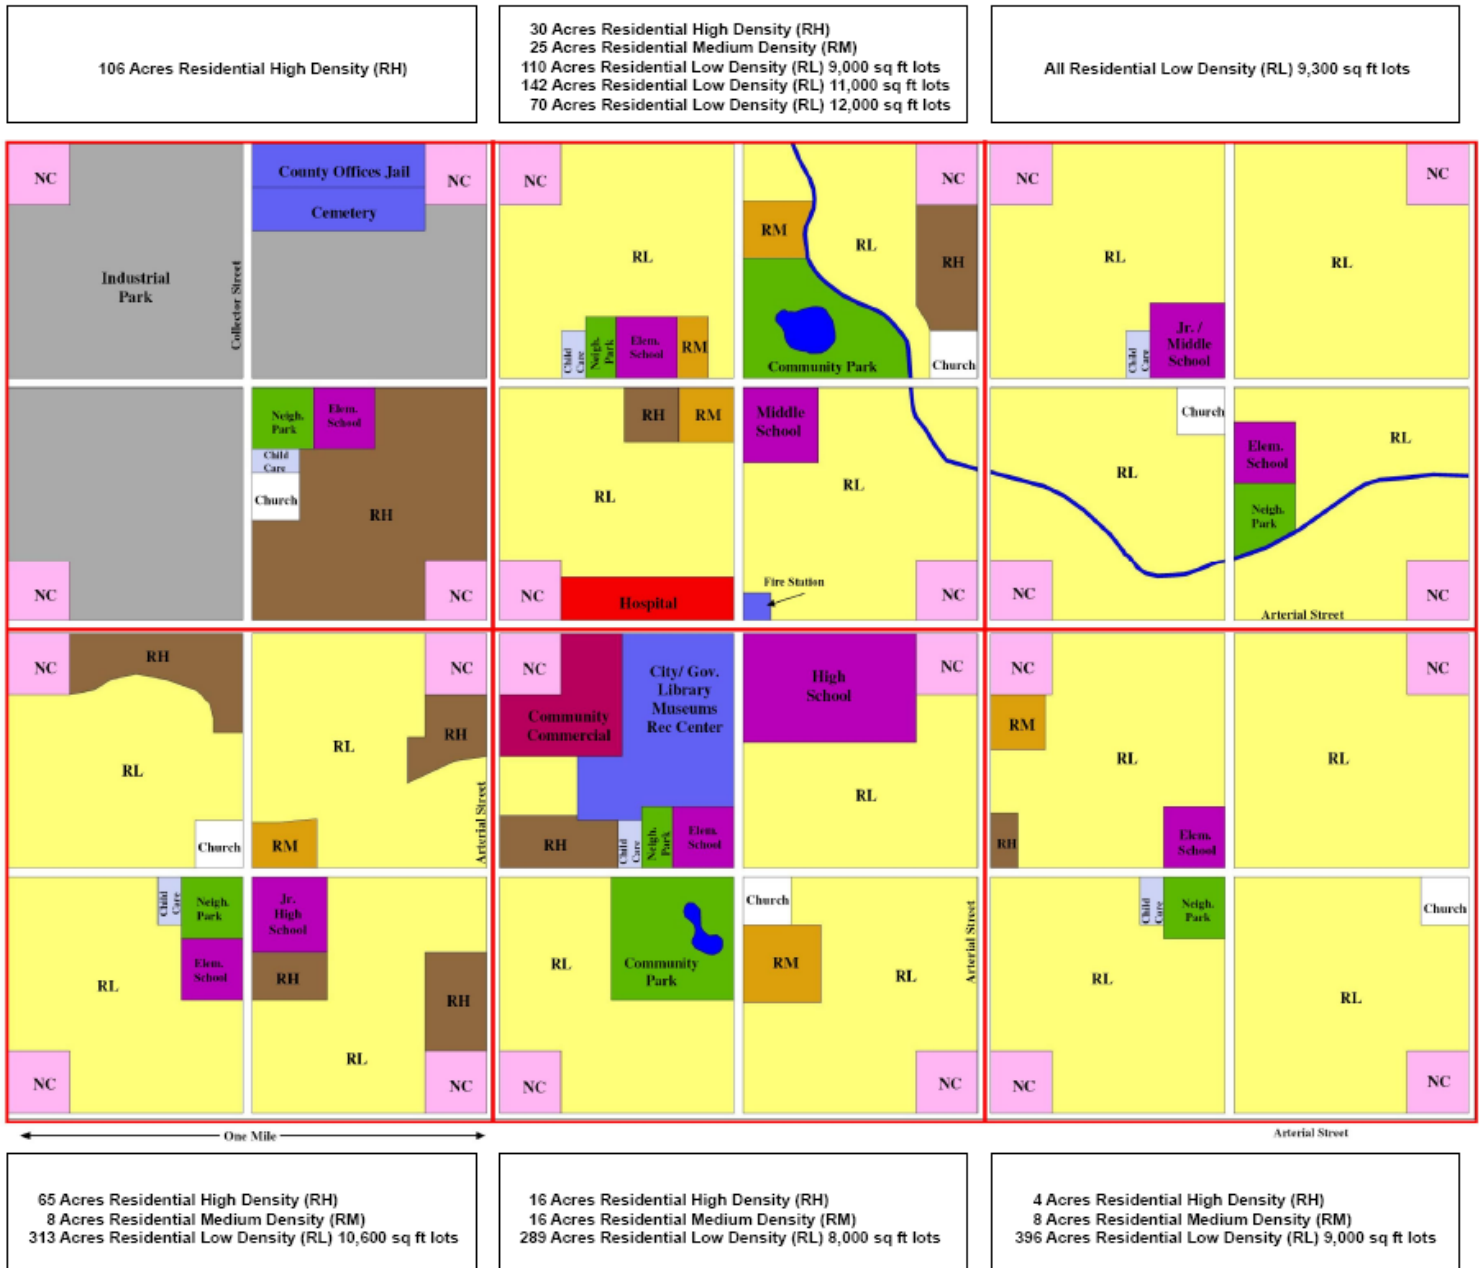 106 Acres Residential High Density (RH)
30 Acres Residential High Density (RH)
25 Acres Residential Medium Density (RM)
110 Acres Residential Low Density (RL) 9,000 sq ft lots
142 Acres Residential Low Density (RL) 11,000 sq ft lots
70 Acres Residential Low Density (RL) 12,000 sq ft lots
All Residential Low Density (RL) 9,300 sq ft lots
NC
Industrial
Park
Collector Street
County Offices Jail
Cemetery
NC
Neigh.
Park
Elem.
School
Child
Care
Church
RH
NC
NC
NC
RL
Child
Care
Neigh.
Park
Elem.
School
RM
RM
RL
NC
RH
Community Park
Church
RH
RM
RL
NC
Hospital
Middle
School
RL
Fire Station
NC
NC
RL
Child
Care
Jr. /
Middle
School
NC
RL
Church
RL
NC
Elem.
School
Neigh.
Park
RL
Arterial Street
NC
NC
RH
RL
Church
RL
NC
RH
RM
Arterial Street
Child
Care
Neigh.
Park
Elem.
School
RL
NC
Jr.
High
School
RH
RH
RL
NC
NC
Community
Commercial
City/ Gov.
Library
Museums
Rec Center
RH
Child
Care
Neigh.
Park
Elem.
School
High
School
NC
RL
RL
Community
Park
Church
RM
RL
Arterial Street
NC
NC
RM
RL
RH
Elem.
School
NC
RL
Child
Care
Neigh.
Park
RL
NC
Church
RL
NC
One Mile
Arterial Street
65 Acres Residential High Density (RH)
8 Acres Residential Medium Density (RM)
313 Acres Residential Low Density (RL) 10,600 sq ft lots
16 Acres Residential High Density (RH)
16 Acres Residential Medium Density (RM)
289 Acres Residential Low Density (RL) 8,000 sq ft lots
4 Acres Residential High Density (RH)
8 Acres Residential Medium Density (RM)
396 Acres Residential Low Density (RL) 9,000 sq ft lots